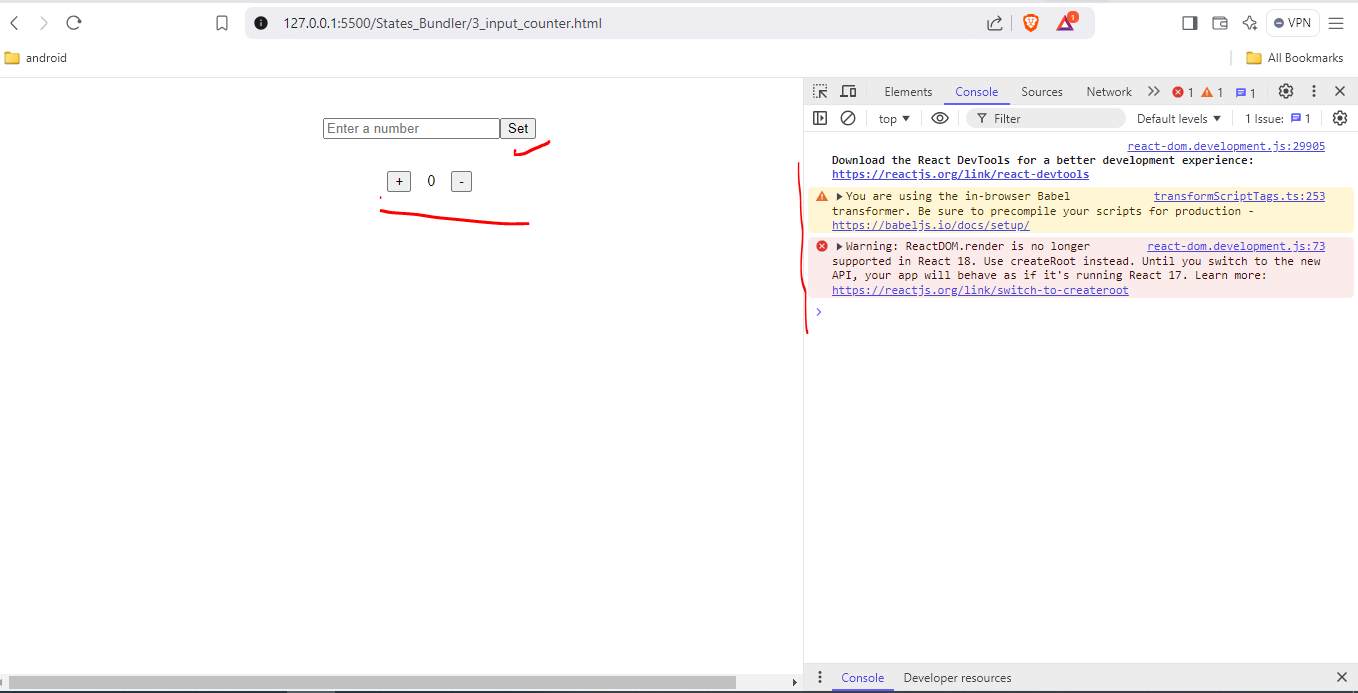 127.0.0.1:5500/States_Bundler/3_input_counter.html
1
VPN
android
All Bookmarks
Elements
Console
Sources
Network
1
1
1
top
Filter
Default levels
1 Issue:
1
Enter a number
Set
+
0
-
react-dom.development.js:29905
Download the React DevTools for a better development experience:
https://reactjs.org/link/react-devtools
You are using the in-browser Babel transformScriptTags.ts:253
transformer. Be sure to precompile your scripts for production -
https://babeljs.io/docs/setup/
Warning: ReactDOM.render is no longer react-dom.development.js:73
supported in React 18. Use createRoot instead. Until you switch to the new
API, your app will behave as if it's running React 17. Learn more:
https://reactjs.org/link/switch-to-createroot
Console
Developer resources